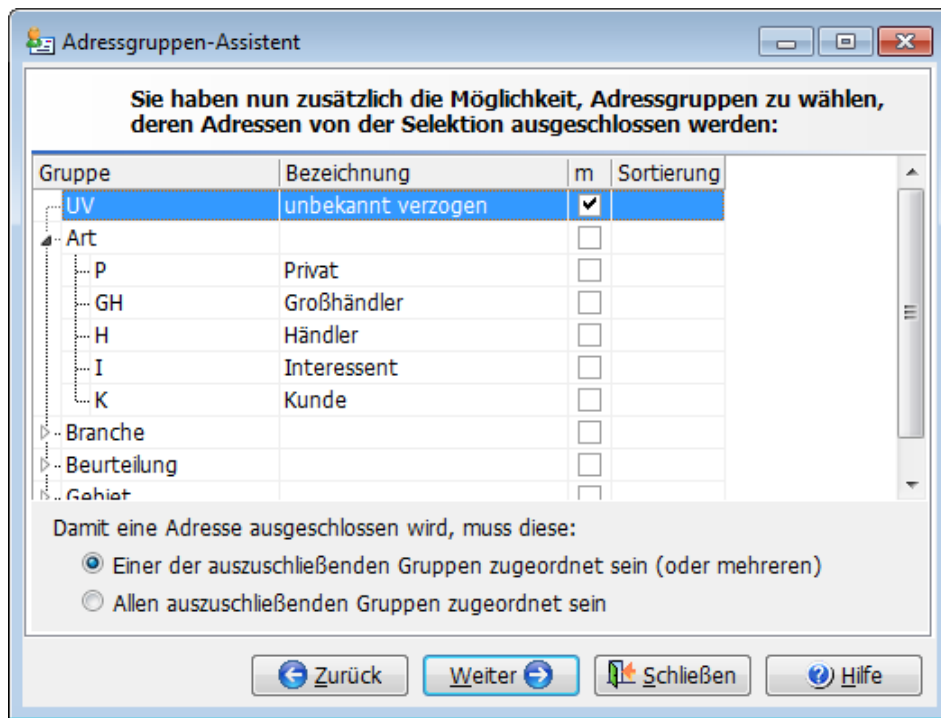 Adressgruppen-Assistent
Sie haben nun zusätzlich die Möglichkeit, Adressgruppen zu wählen,
deren Adressen von der Selektion ausgeschlossen werden:
Gruppe Bezeichnung m Sortierung
UV unbekannt verzogen
Art
P Privat
GH Großhändler
H Händler
I Interessent
K Kunde
Branche
Beurteilung
Gebiet
Damit eine Adresse ausgeschlossen wird, muss diese:
Einer der auszuschließenden Gruppen zugeordnet sein (oder mehreren)
Allen auszuschließenden Gruppen zugeordnet sein
Zurück Weiter Schließen Hilfe